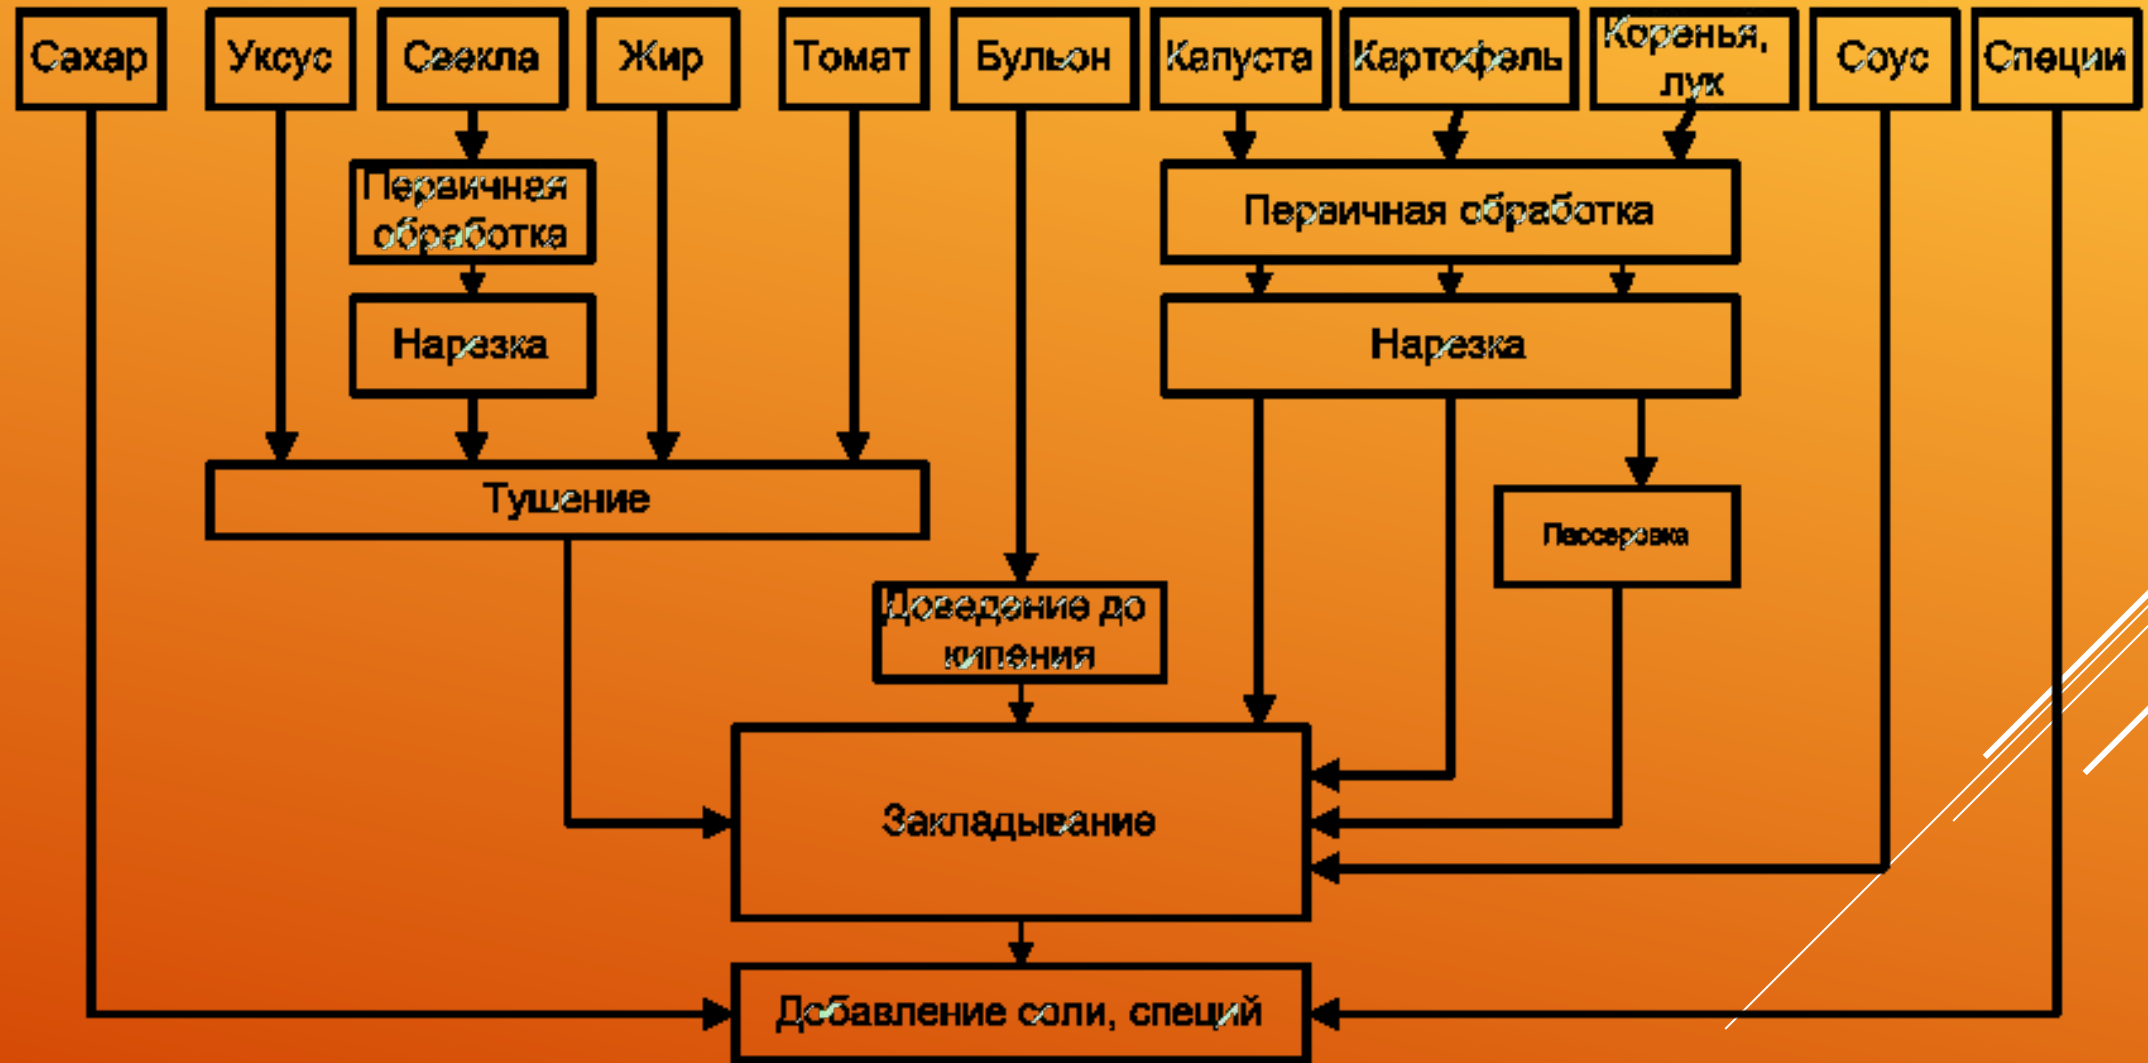 Сахар
Уксус
Свекла
Жир
Томат
Бульон
Капуста
Картофель
Коренья,
лук
Соус
Специи
Первичная
обработка
Первичная обработка
Нарезка
Нарезка
Тушение
Пассеровка
Доведение до
кипения
Закладывание
Добавление соли, специй